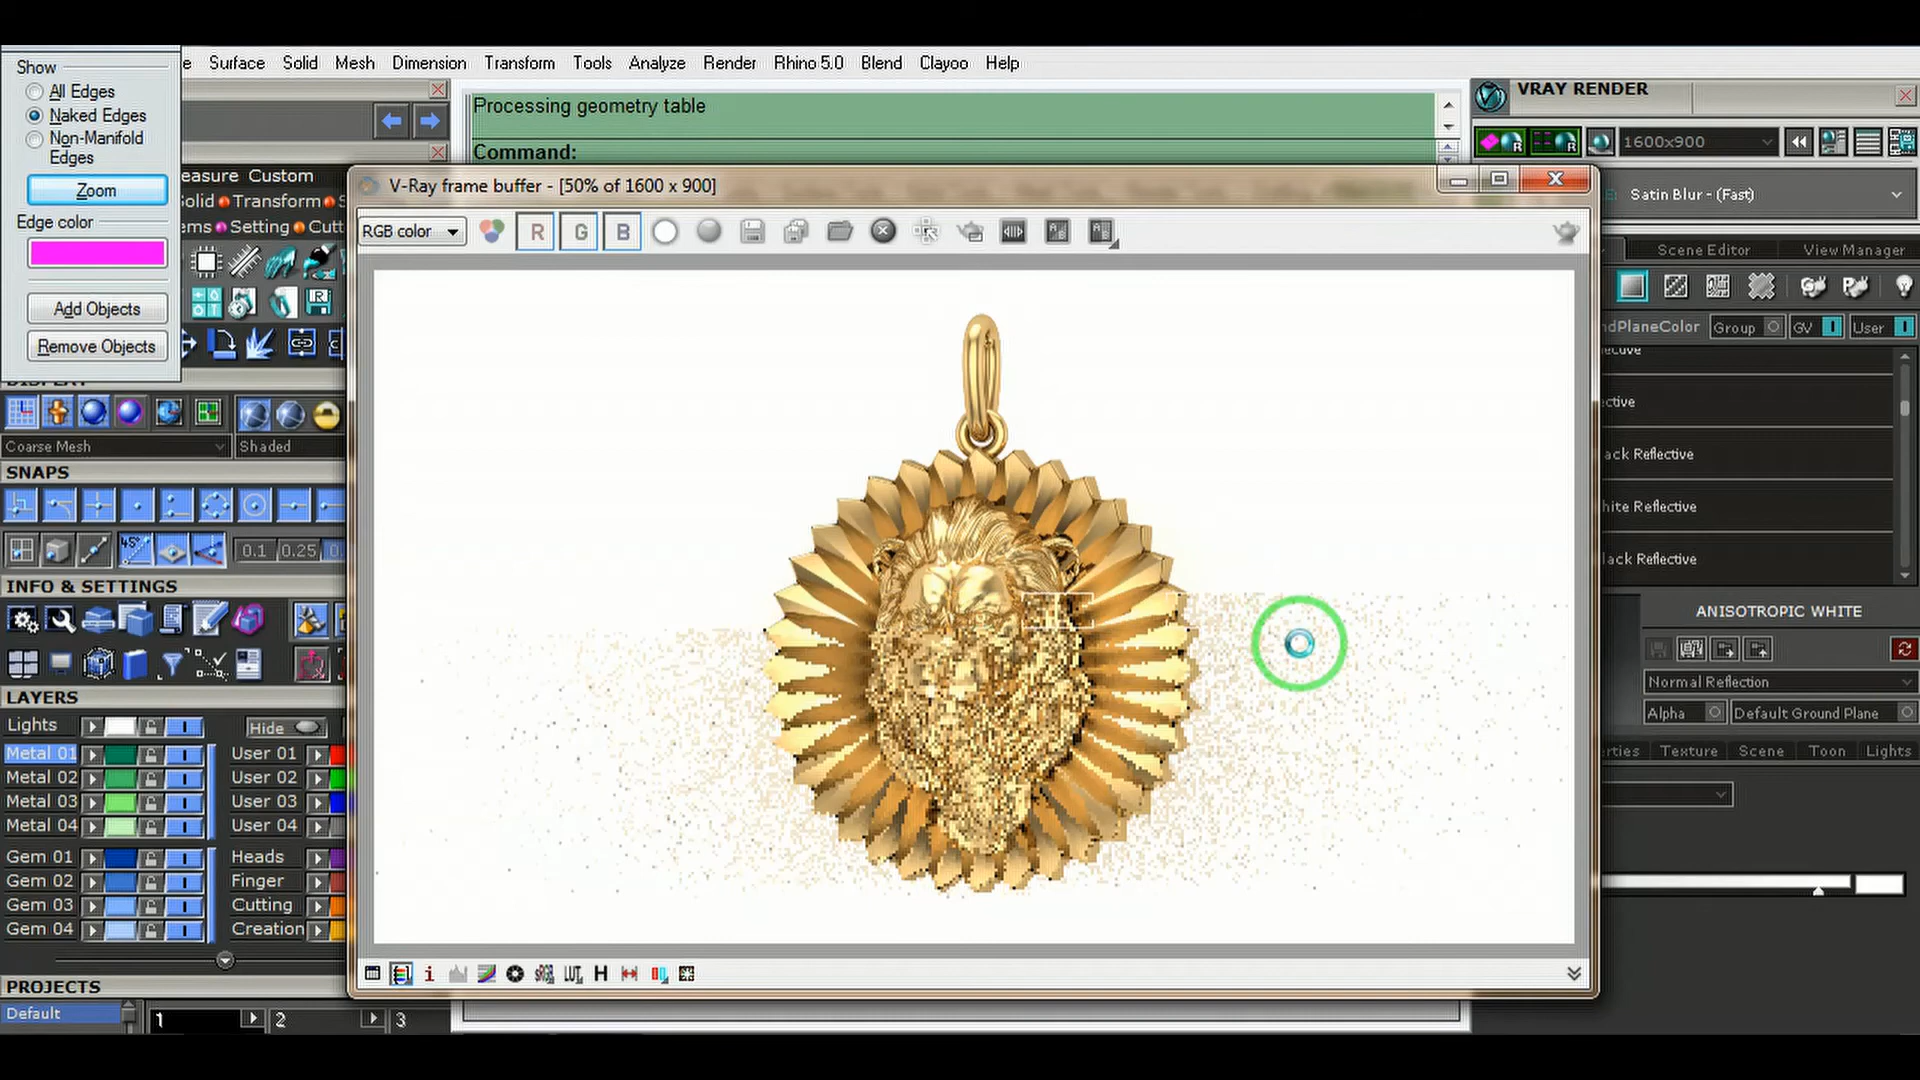 Show
All Edges
Naked Edges
Non-Manifold
Edges
Zoom
Edge color
Add Objects
Remove Objects
e Surface Solid Mesh Dimension Transform Tools Analyze Render Rhino 5.0 Blend Clayoo Help
Processing geometry table
Command:
VRAY RENDER
1600x900
Satin Blur - (Fast)
easure Custom
olid Transform S
ems Setting Cutt
V-Ray frame buffer - [50% of 1600 x 900]
RGB color R G B
Scene Editor View Manager
ndPlaneColor Group GV User
ective
ack Reflective
hite Reflective
lack Reflective
ANISOTROPIC WHITE
Normal Reflection
Alpha Default Ground Plane
erties Texture Scene Toon Lights
Coarse Mesh Shaded
SNAPS
45° 0.1 0.25
INFO & SETTINGS
LAYERS
Lights Hide
Metal 01 User 01
Metal 02 User 02
Metal 03 User 03
Metal 04 User 04
Gem 01 Heads
Gem 02 Finger
Gem 03 Cutting
Gem 04 Creation
PROJECTS
Default 1 2 3
i sRGB LUT H